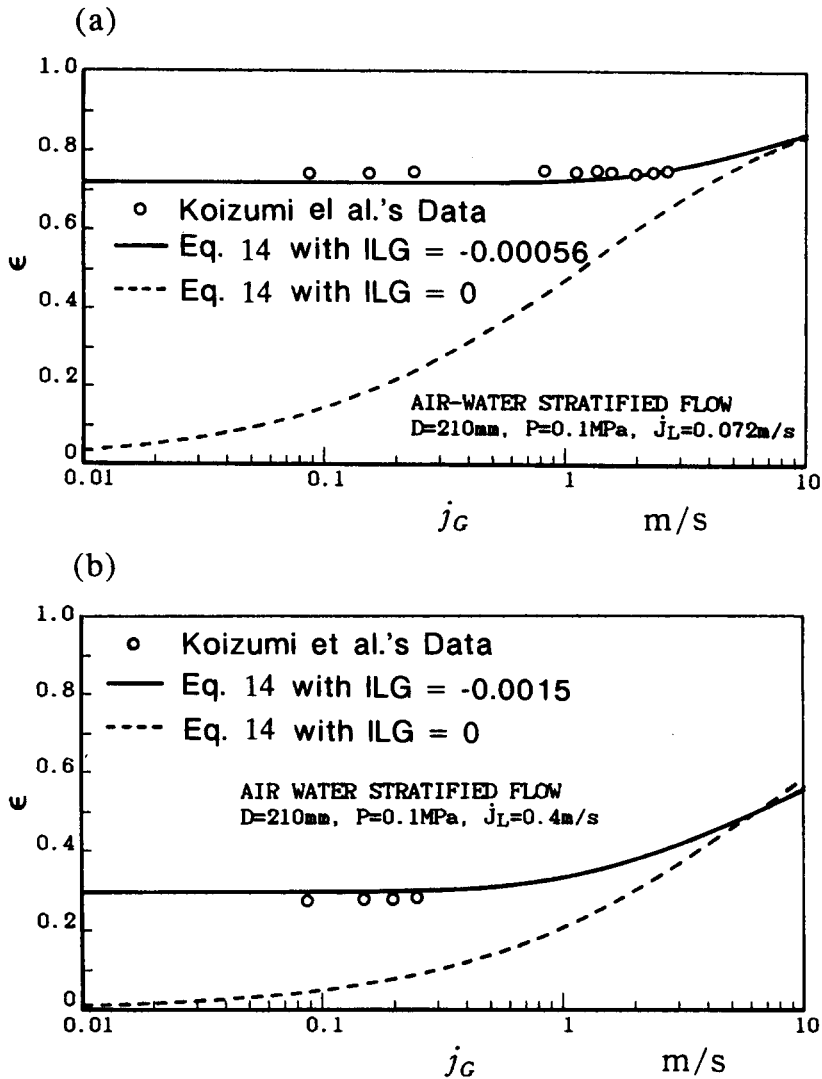 (a)
1.0
0.8
0.6
0.4
0.2
0
ϵ
Koizumi el al.'s Data
Eq. 14 with ILG = -0.00056
Eq. 14 with ILG = 0
AIR-WATER STRATIFIED FLOW
D=210mm, P=0.1MPa, jL=0.072m/s
0.01 0.1 1 10
jG m/s
(b)
1.0
0.8
0.6
0.4
0.2
0
ϵ
Koizumi et al.'s Data
Eq. 14 with ILG = -0.0015
Eq. 14 with ILG = 0
AIR WATER STRATIFIED FLOW
D=210mm, P=0.1MPa, jL=0.4m/s
0.01 0.1 1 10
jG m/s